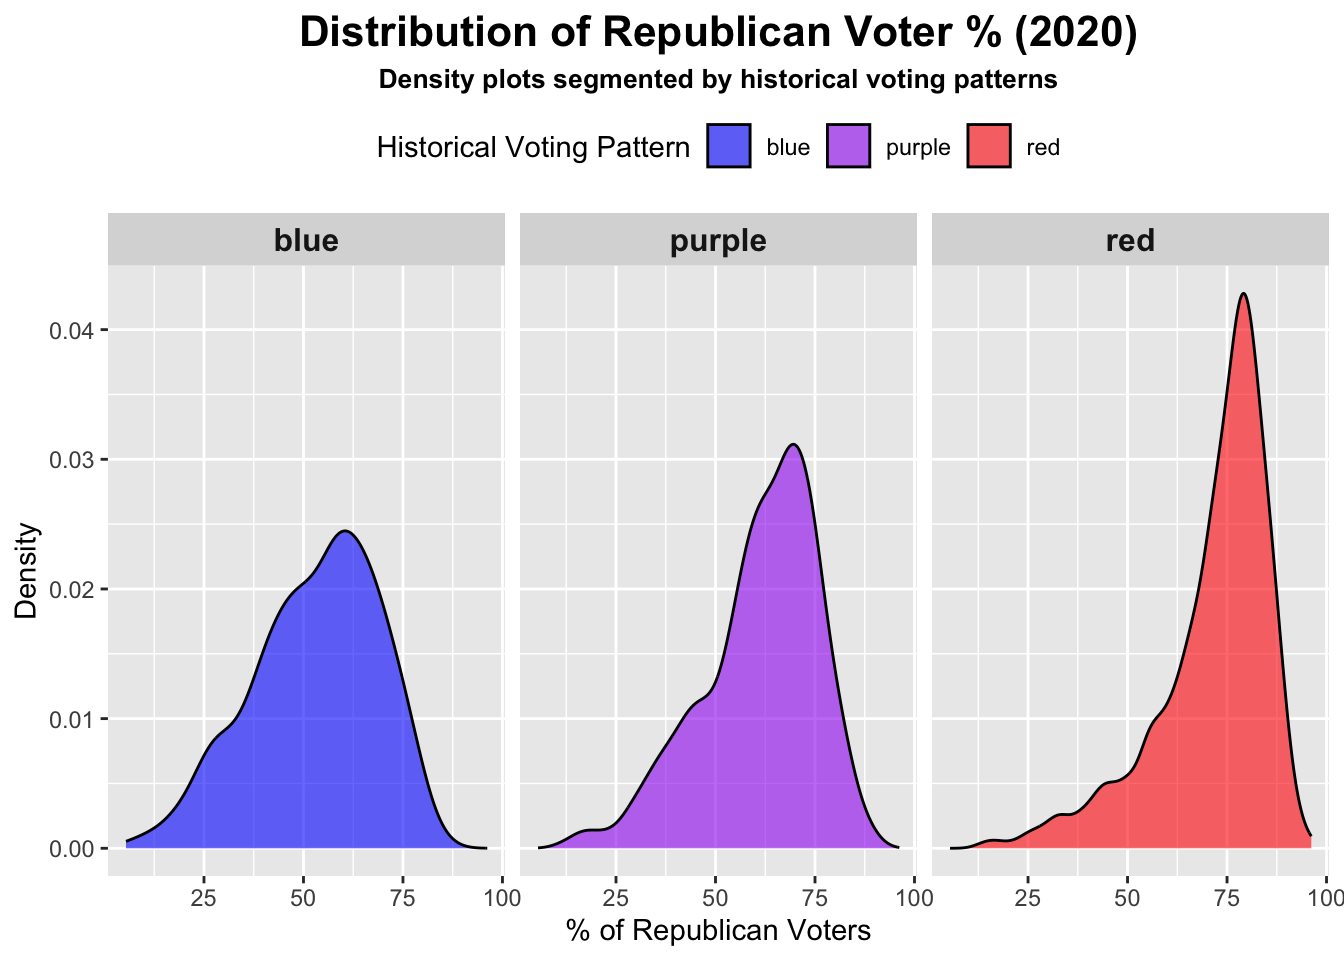 Distribution of Republican Voter % (2020)
Density plots segmented by historical voting patterns
Historical Voting Pattern blue purple red
blue purple red
0.04
0.03
0.02
0.01
0.00
Density
25 50 75 100 25 50 75 100 25 50 75 100
% of Republican Voters